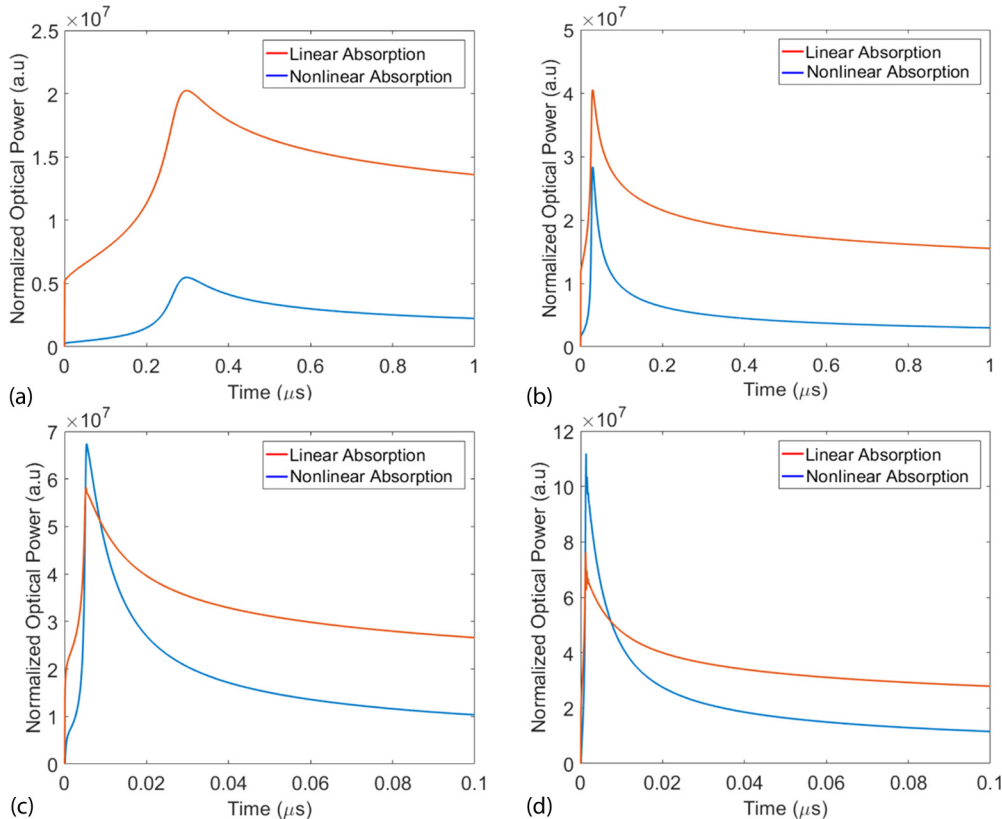 ×10⁷
2.5
2
1.5
1
0.5
0
Normalized Optical Power (a.u)
Linear Absorption
Nonlinear Absorption
0 0.2 0.4 0.6 0.8 1
Time (μs)
(a)
×10⁷
5
4
3
2
1
0
Normalized Optical Power (a.u)
Linear Absorption
Nonlinear Absorption
0 0.2 0.4 0.6 0.8 1
Time (μs)
(b)
×10⁷
7
6
5
4
3
2
1
0
Normalized Optical Power (a.u)
Linear Absorption
Nonlinear Absorption
0 0.02 0.04 0.06 0.08 0.1
Time (μs)
(c)
×10⁷
12
10
8
6
4
2
0
Normalized Optical Power (a.u)
Linear Absorption
Nonlinear Absorption
0 0.02 0.04 0.06 0.08 0.1
Time (μs)
(d)